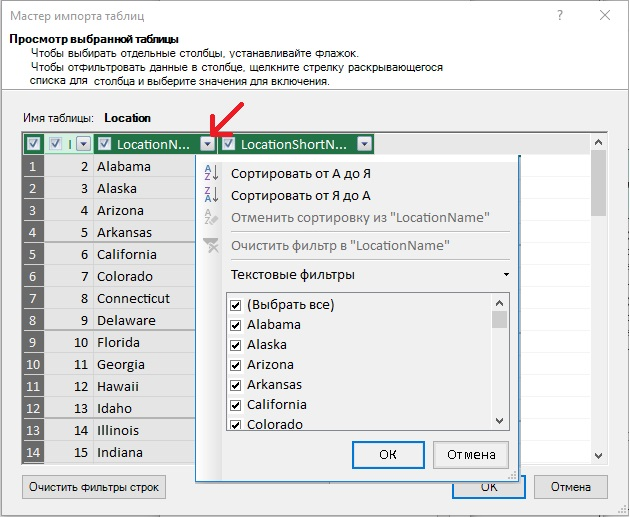 Мастер импорта таблиц
Просмотр выбранной таблицы
Чтобы выбирать отдельные столбцы, устанавливайте флажок.
Чтобы отфильтровать данные в столбце, щелкните стрелку раскрывающегося
списка для столбца и выберите значения для включения.
Имя таблицы: Location
I LocationN... LocationShortN...
1 2 Alabama
2 3 Alaska
3 4 Arizona
4 5 Arkansas
5 6 California
6 7 Colorado
7 8 Connecticut
8 9 Delaware
9 10 Florida
10 11 Georgia
11 12 Hawaii
12 13 Idaho
13 14 Illinois
14 15 Indiana
Сортировать от А до Я
Сортировать от Я до А
Отменить сортировку из "LocationName"
Очистить фильтр в "LocationName"
Текстовые фильтры
(Выбрать все)
Alabama
Alaska
Arizona
Arkansas
California
Colorado
ОК Отмена
Очистить фильтры строк ОК Отмена